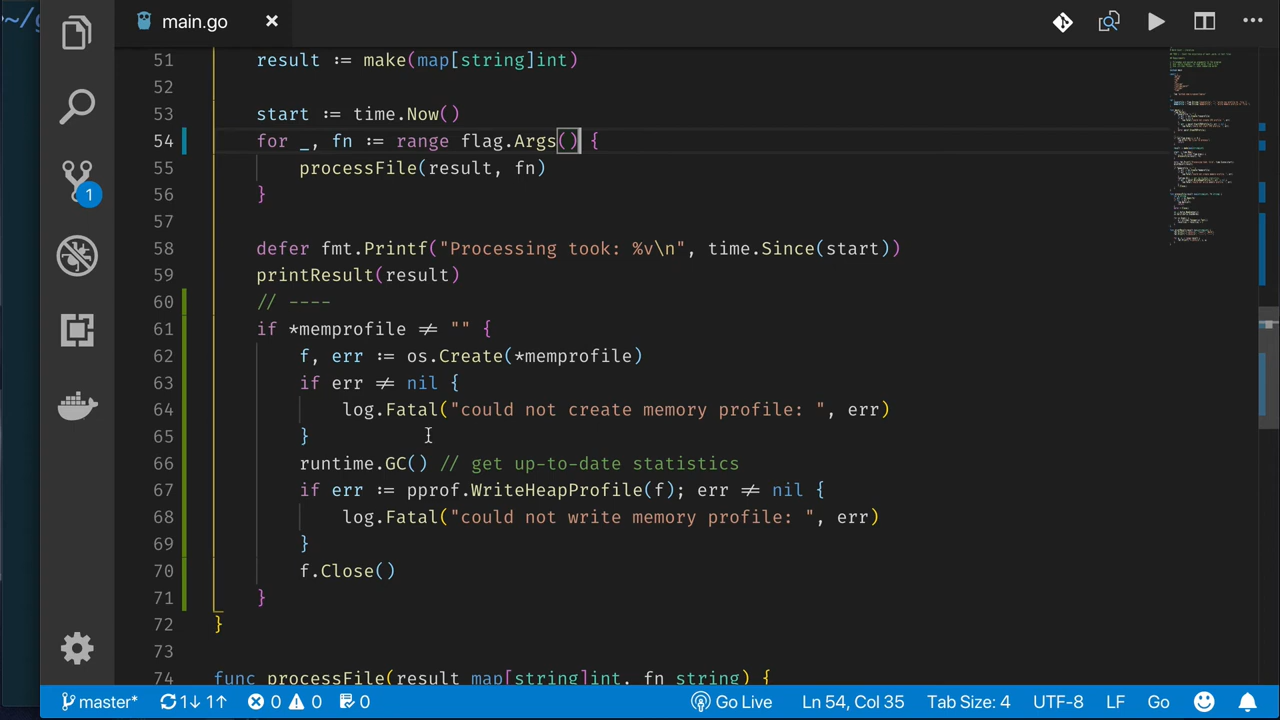 ~/g
main.go
51 result := make(map[string]int)
52
53 start := time.Now()
54 for _, fn := range flag.Args() {
55 processFile(result, fn)
56 }
57
58 defer fmt.Printf("Processing took: %v\n", time.Since(start))
59 printResult(result)
60 // ----
61 if *memprofile ≠ "" {
62 f, err := os.Create(*memprofile)
63 if err ≠ nil {
64 log.Fatal("could not create memory profile: ", err)
65 }
66 runtime.GC() // get up-to-date statistics
67 if err := pprof.WriteHeapProfile(f); err ≠ nil {
68 log.Fatal("could not write memory profile: ", err)
69 }
70 f.Close()
71 }
72 }
73
74 func processFile(result map[string]int, fn string) {
1
master* 1↓ 1↑ 0 0 0 Go Live Ln 54, Col 35 Tab Size: 4 UTF-8 LF Go